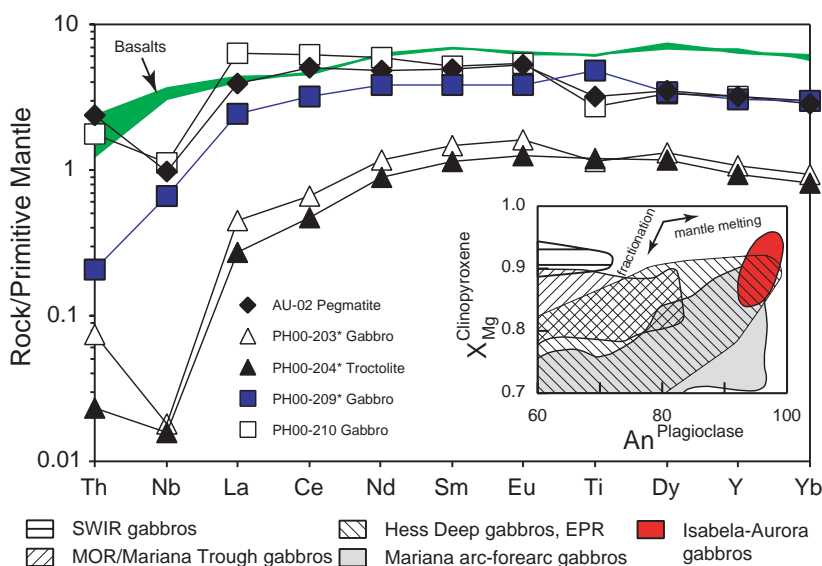 10
1
0.1
0.01
Rock/Primitive Mantle
Basalts
Th Nb La Ce Nd Sm Eu Ti Dy Y Yb
AU-02 Pegmatite
PH00-203* Gabbro
PH00-204* Troctolite
PH00-209* Gabbro
PH00-210 Gabbro
1.0
0.9
0.8
0.7
X Mg Clinopyroxene
fractionation
mantle melting
60 80 100
An Plagioclase
SWIR gabbros
Hess Deep gabbros, EPR
Isabela-Aurora
gabbros
MOR/Mariana Trough gabbros
Mariana arc-forearc gabbros